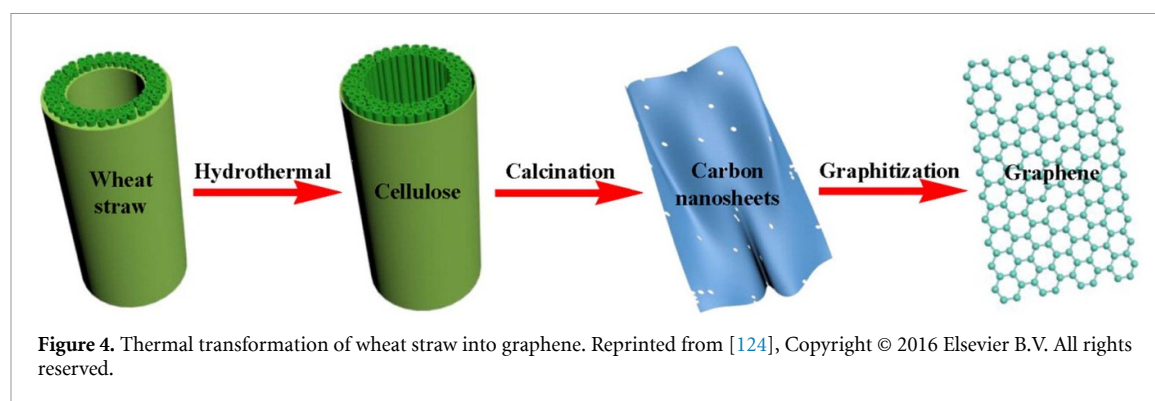 Wheat
straw
Hydrothermal
Cellulose
Calcination
Carbon
nanosheets
Graphitization
Graphene
Figure 4. Thermal transformation of wheat straw into graphene. Reprinted from [124], Copyright © 2016 Elsevier B.V. All rights
reserved.